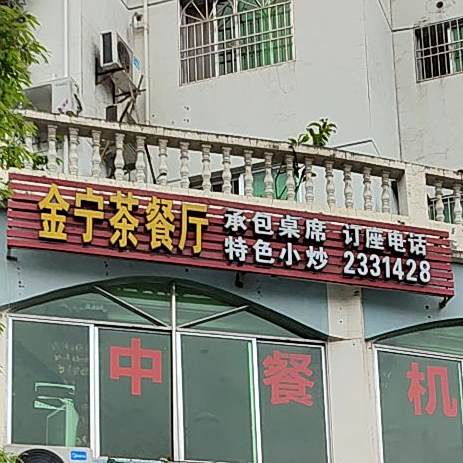 金宁茶餐厅
承包桌席 订座电话
特色小炒 2331428
中餐
机